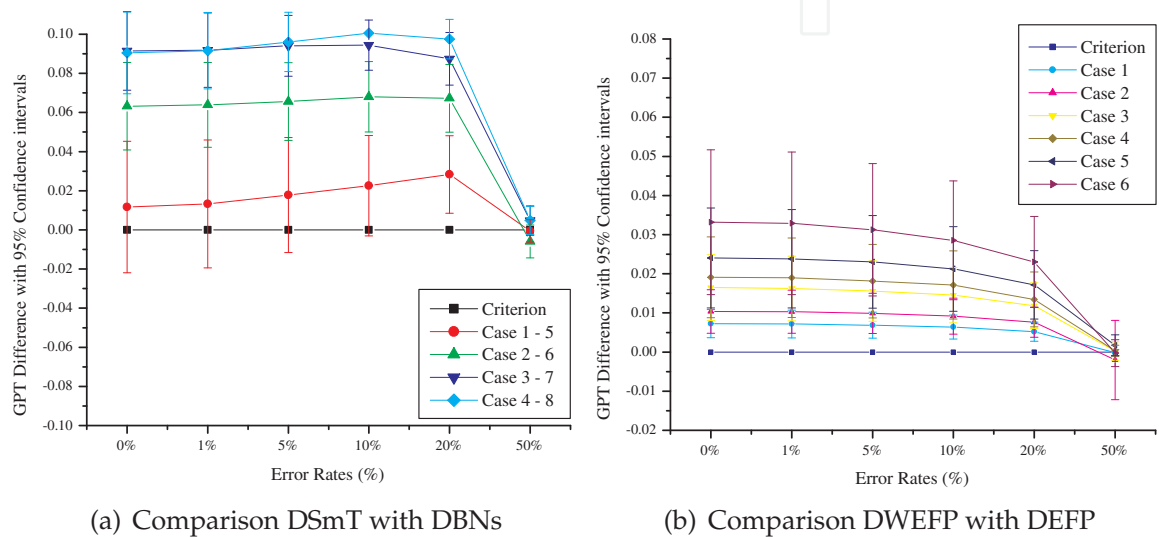 0.10
0.08
0.06
0.04
0.02
0.00
-0.02
-0.04
-0.06
-0.08
-0.10
GPT Difference with 95% Confidence intervals
0% 1% 5% 10% 20% 50%
Error Rates (%)
Criterion
Case 1 - 5
Case 2 - 6
Case 3 - 7
Case 4 - 8
(a) Comparison DSmT with DBNs
0.08
0.07
0.06
0.05
0.04
0.03
0.02
0.01
0.00
-0.01
-0.02
GPT Difference with 95% Confidence intervals
0% 1% 5% 10% 20% 50%
Error Rates (%)
Criterion
Case 1
Case 2
Case 3
Case 4
Case 5
Case 6
(b) Comparison DWEFP with DEFP